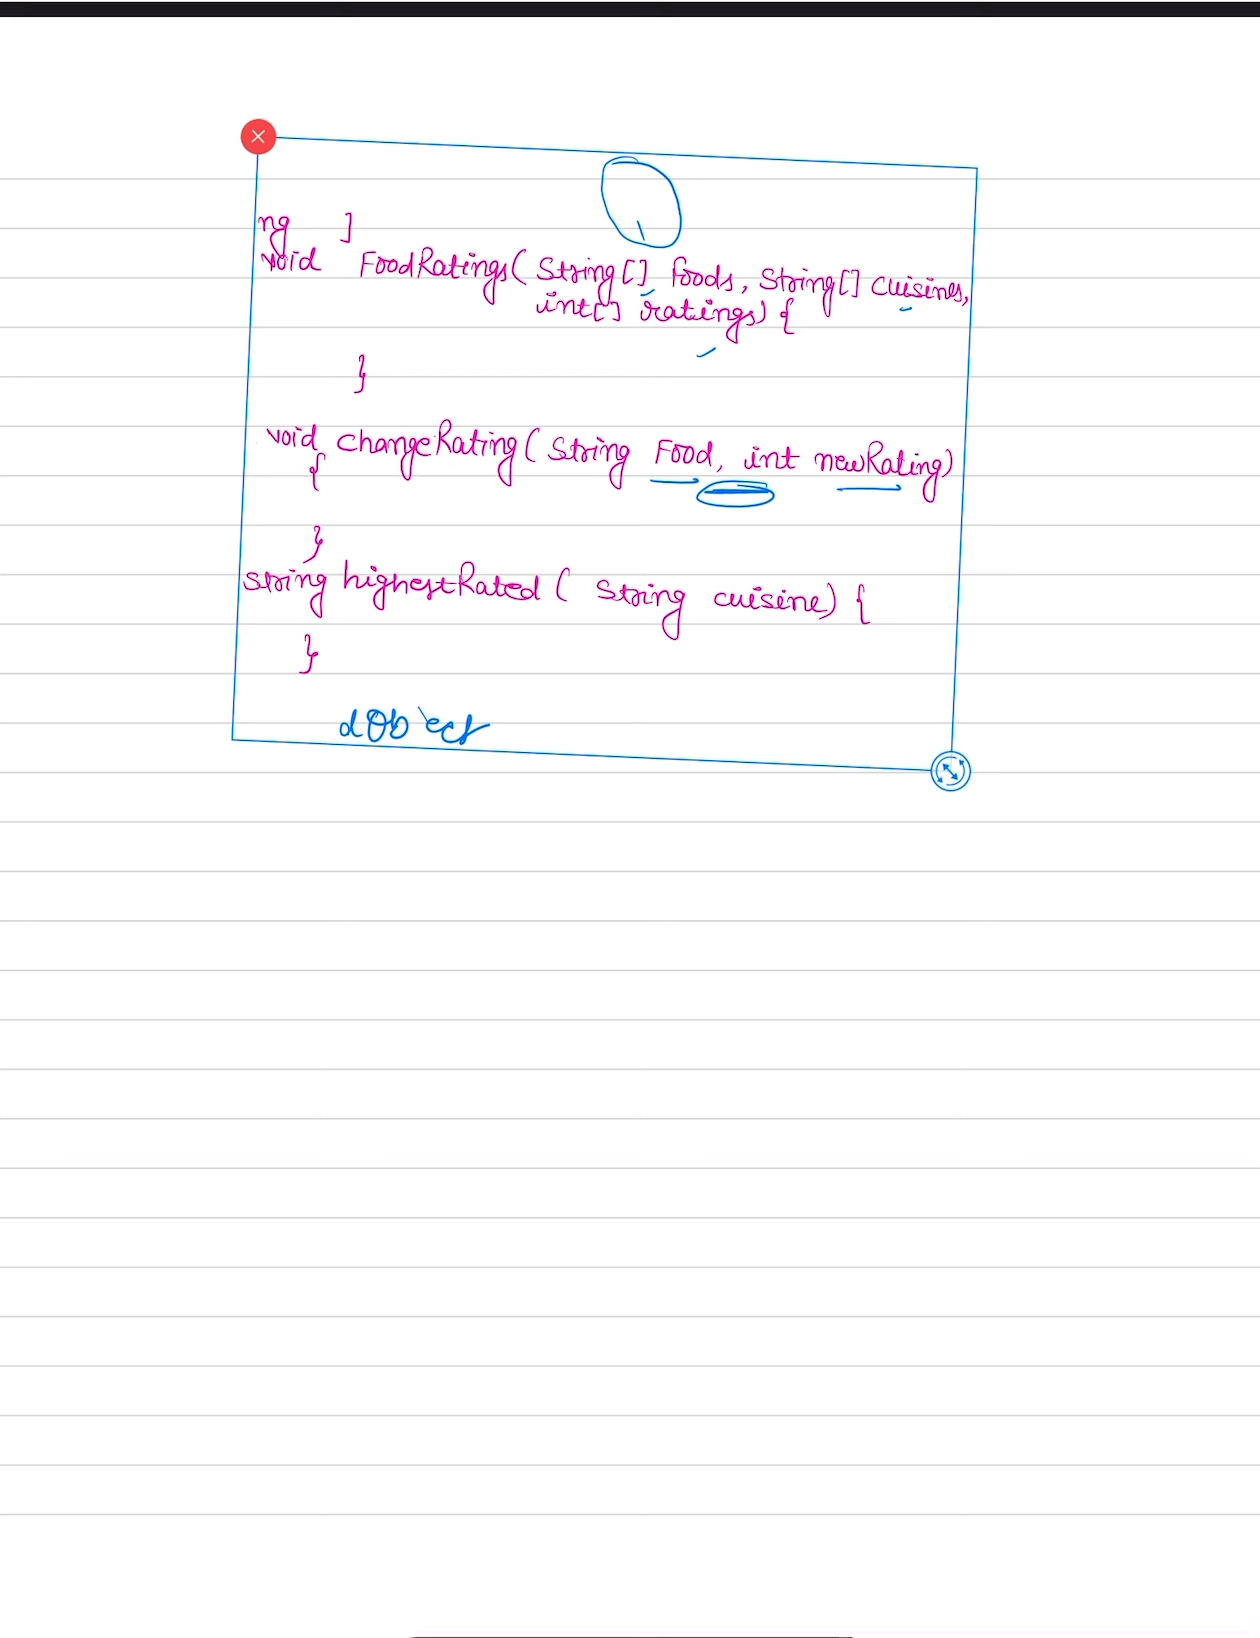 ng ]
void FoodRatings( String[] foods, String[] cuisines,
int[] ratings) {
}
void changeRating( String Food, int newRating)
{
}
string highestRated ( String cuisine) {
}